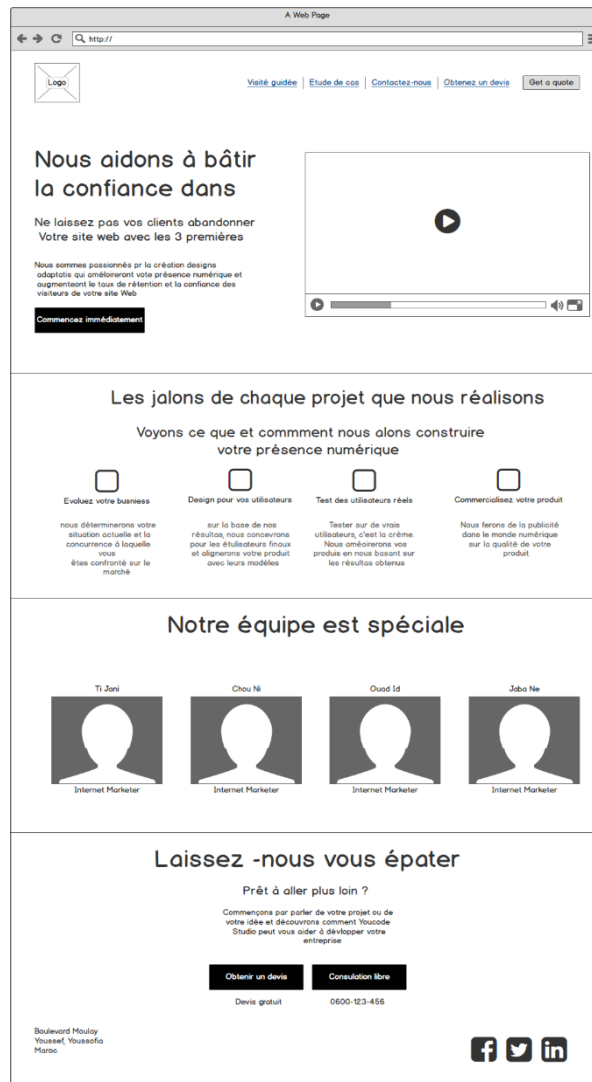 A Web Page
http://
Logo
Visité guidée
Etude de cas
Contactez-nous
Obtenez un devis
Get a quote
Nous aidons à bâtir
la confiance dans
Ne laissez pas vos clients abandonner
Votre site web avec les 3 premiéres
Nous sommes passionnés pr la création designs
adaptatis qui amélioreront vote présence numérique et
augmenteont le taux de rétention et la confiance des
visiteurs de votre site Web
Commencez immédiatement
Les jalons de chaque projet que nous réalisons
Voyons ce que et commment nous alons construire
votre présence numérique
Evaluez votre busniess
nous déterminerons votre
situation actuelle et la
concurrence à laquelle
vous
êtes confronté sur le
marché
Design pour vos utilisateurs
sur la base de nos
résultas, nous concevrons
pour les étulisateurs finaux
et alignerons votre produit
avec leurs modèles
Test des utilisateurs réels
Tester sur de vrais
utilisateurs, c'est la créme.
Nous améoirerons vos
produis en nous basant sur
les résultas obtenus
Commercialisez votre produit
Nous ferons de la publicité
dans le monde numérique
sur la qualité de votre
produit
Notre équipe est spéciale
Ti Jani
Internet Marketer
Chou Ni
Internet Marketer
Ouad Id
Internet Marketer
Jaba Ne
Internet Marketer
Laissez -nous vous épater
Prêt à aller plus loin ?
Commençons par parler de votre projet ou de
votre idée et découvrons comment Youcode
Studio peut vous aider à dévlopper votre
entreprise
Obtenir un devis
Consulation libre
Devis gratuit
0600-123-456
Boulevard Moulay
Youssef, Youssofia
Maroc